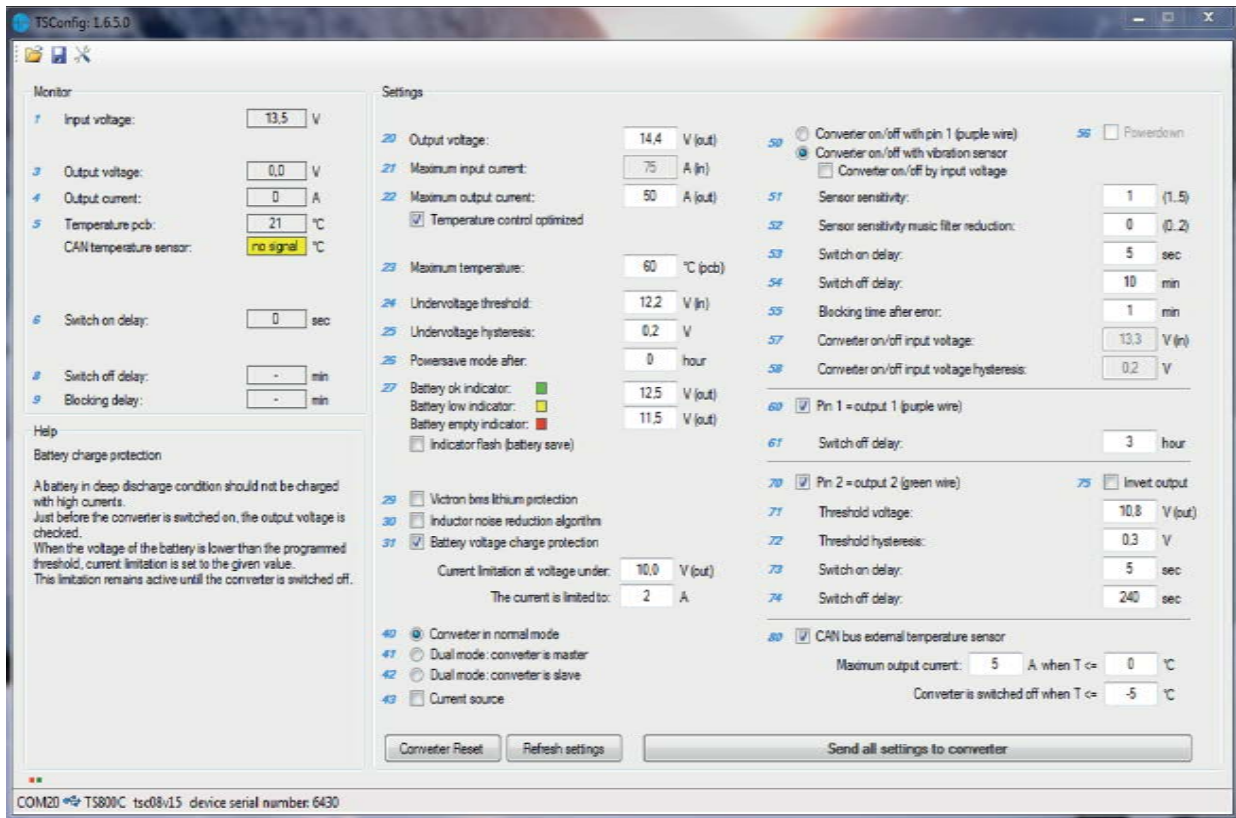 TSConfig: 1.6.5.0
Monitor
1 Input voltage: 13,5 V
3 Output voltage: 0,0 V
4 Output current: 0 A
5 Temperature pcb: 21 °C
CAN temperature sensor: no signal °C
6 Switch on delay: 0 sec
8 Switch off delay: - min
9 Blocking delay: - min
Help
Battery charge protection
A battery in deep discharge condition should not be charged
with high currents.
Just before the converter is switched on, the output voltage is
checked.
When the voltage of the battery is lower than the programmed
threshold, current limitation is set to the given value.
This limitation remains active until the converter is switched off.
Settings
20 Output voltage: 14,4 V (out)
21 Maximum input current: 75 A (in)
22 Maximum output current: 50 A (out)
Temperature control optimized
23 Maximum temperature: 60 °C (pcb)
24 Undervoltage threshold: 12,2 V (in)
25 Undervoltage hysteresis: 0,2 V
26 Powersave mode after: 0 hour
27 Battery ok indicator: 12,5 V (out)
Battery low indicator:
Battery empty indicator: 11,5 V (out)
Indicator flash (battery save)
29 Victron bms lithium protection
30 Inductor noise reduction algorithm
31 Battery voltage charge protection
Current limitation at voltage under: 10,0 V (out)
The current is limited to: 2 A
40 Converter in normal mode
41 Dual mode: converter is master
42 Dual mode: converter is slave
43 Current source
Converter Reset Refresh settings
50 Converter on/off with pin 1 (purple wire) 56 Powerdown
Converter on/off with vibration sensor
Converter on/off by input voltage
51 Sensor sensitivity: 1 (1..5)
52 Sensor sensitivity music filter reduction: 0 (0..2)
53 Switch on delay: 5 sec
54 Switch off delay: 10 min
55 Blocking time after error: 1 min
57 Converter on/off input voltage: 13,3 V (in)
58 Converter on/off input voltage hysteresis: 0,2 V
60 Pin 1 = output 1 (purple wire)
61 Switch off delay: 3 hour
70 Pin 2 = output 2 (green wire) 75 Invert output
71 Threshold voltage: 10,8 V (out)
72 Threshold hysteresis: 0,3 V
73 Switch on delay: 5 sec
74 Switch off delay: 240 sec
80 CAN bus external temperature sensor
Maximum output current: 5 A when T <= 0 °C
Converter is switched off when T <= -5 °C
Send all settings to converter
COM20 TS800C tsc08v15 device serial number: 6430